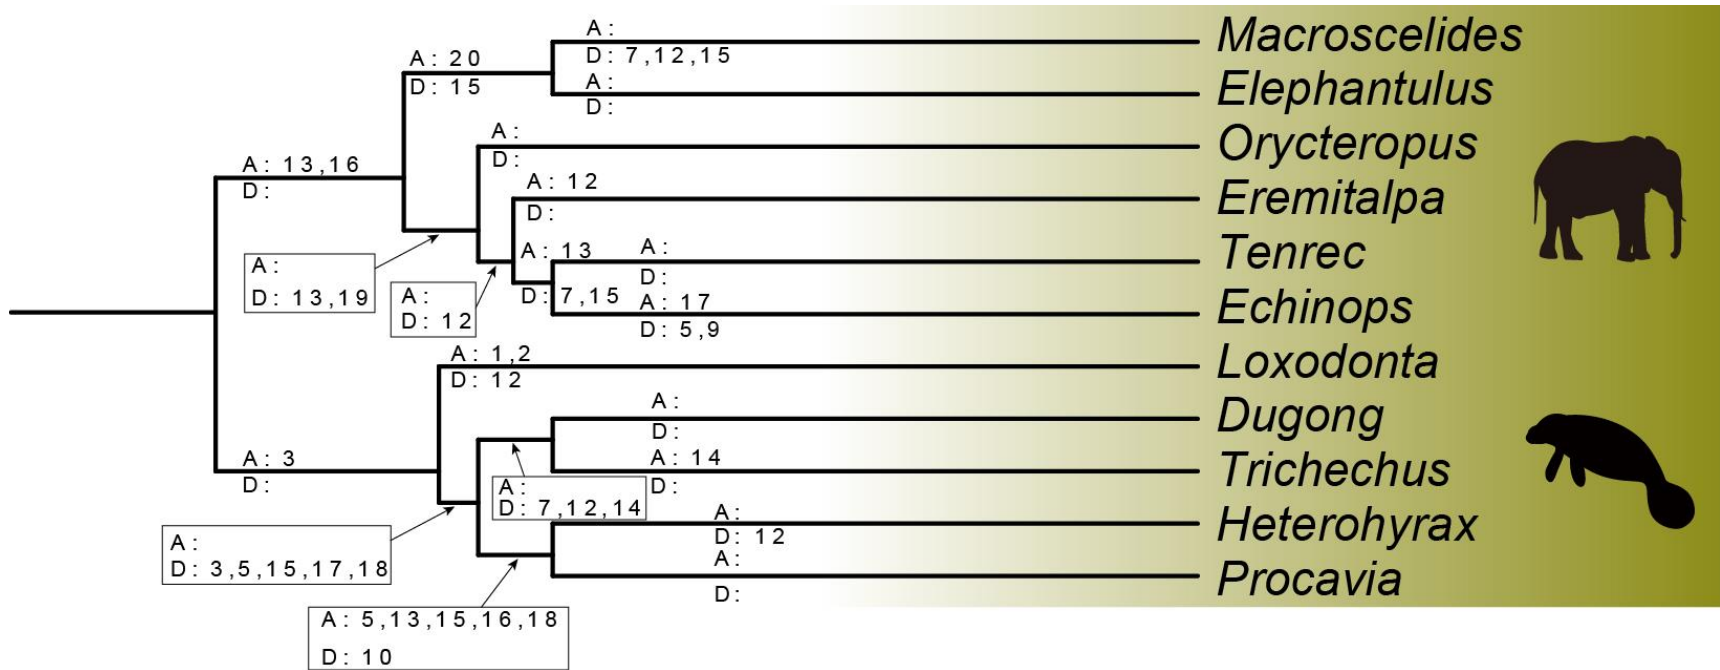 A :
Macroscelides
A : 20
D : 7 , 12 , 15
D : 15
A :
Elephantulus
D :
A :
Orycteropus
D :
A : 13 , 16
D :
A : 12
Eremitalpa
D :
A : 13
A :
Tenrec
D :
A :
D : 13 , 19
A :
D : 12
D : 7 , 15
A : 17
Echinops
D : 5 , 9
A : 1 , 2
Loxodonta
D : 12
A :
Dugong
D :
A : 3
D :
A : 14
Trichechus
D :
A :
D : 7 , 12 , 14
A :
Heterohyrax
D : 12
A :
D : 3 , 5 , 15 , 17 , 18
A :
Procavia
D :
A : 5 , 13 , 15 , 16 , 18
D : 10